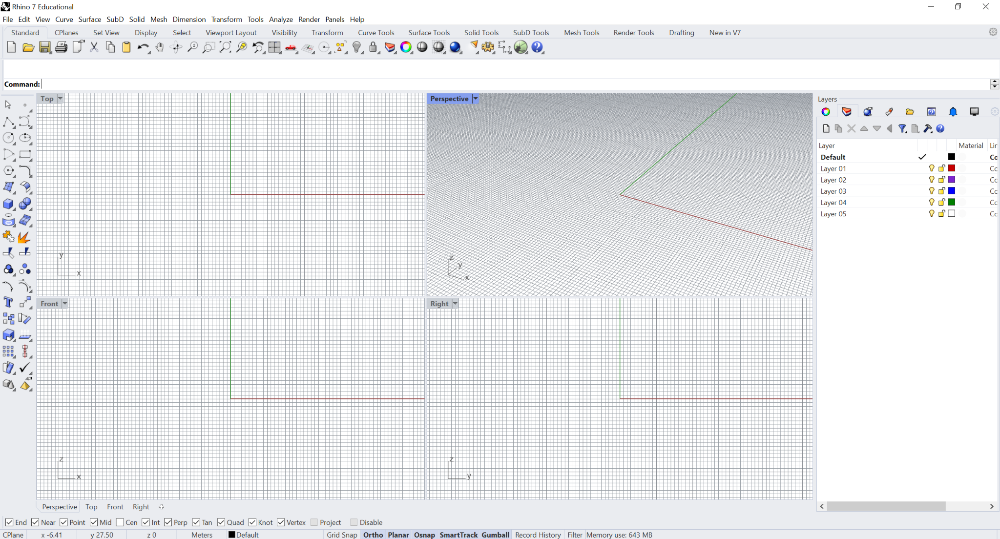 Rhino 7 Educational
File Edit View Curve Surface SubD Solid Mesh Dimension Transform Tools Analyze Render Panels Help
Standard CPlanes Set View Display Select Viewport Layout Visibility Transform Curve Tools Surface Tools Solid Tools SubD Tools Mesh Tools Render Tools Drafting New in V7
Command:
Top
Perspective
Layers
Layer Material Lir
Default Co
Layer 01 Cc
Layer 02 Cc
Layer 03 Cc
Layer 04 Cc
Layer 05 Cc
y
x
z
y
x
Front
Right
z
x
z
y
Perspective Top Front Right
End Near Point Mid Cen Int Perp Tan Quad Knot Vertex Project Disable
CPlane x -6.41 y 27.50 z 0 Meters Default Grid Snap Ortho Planar Osnap SmartTrack Gumball Record History Filter Memory use: 643 MB